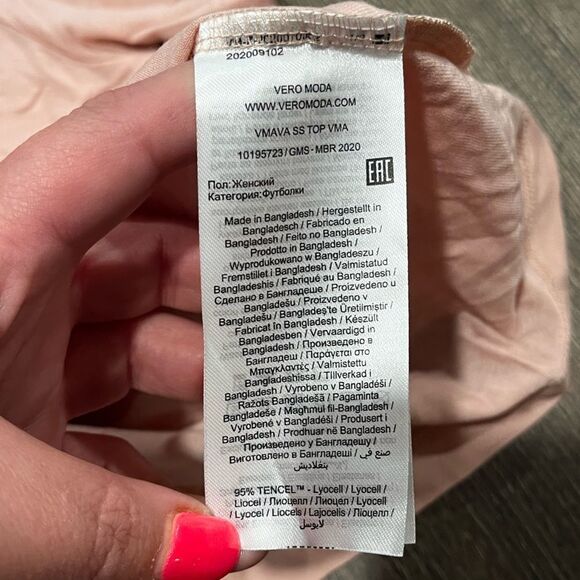 202009102
VERO MODA
WWW.VEROMODA.COM
VMAVA SS TOP VMA
10195723/GMS-MBR 2020
EAC
Пол:Женский
Категория:Футболки
Made in Bangladesh / Hergestellt in
Bangladesch / Fabricado en
Bangladesh / Feito no Bangladesh /
Prodotto in Bangladesh /
Wyprodukowano w Bangladeszu /
Fremstillet i Bangladesh / Valmistatud
Bangladeshis / Fabriqué au Bangladesh /
Сделано в Бангладеше / Proizvedeno u
Bangladešu / Proizvedeno v
Bangladešu / Bangladeş'te Üretilmiştir /
Fabricat în Bangladesh / Készült
Bangladesben / Vervaardigd in
Bangladesh / Произведено в
Бангладеш / Παράγεται στο
Μπαγκλαντές / Valmistettu
Bangladeshissa / Tillverkad i
Bangladesh / Vyrobeno v Bangladéši /
Ražots Bangladešā / Pagaminta
Bangladeše / Magħmul fil-Bangladesh /
Vyrobené v Bangladéši / Produsert i
Bangladesh / Prodhuar në Bangladesh /
Произведено у Бангладешу /
Виготовлено в Бангладеші / صنع في
بنغلاديش
95% TENCEL™ - Lyocell / Lyocell /
Liocel / Лиоцелл / Lyocell / Lyocell
/ Lyocel / Liocels / Lajocelis / Ліоцелл /
لايوسل